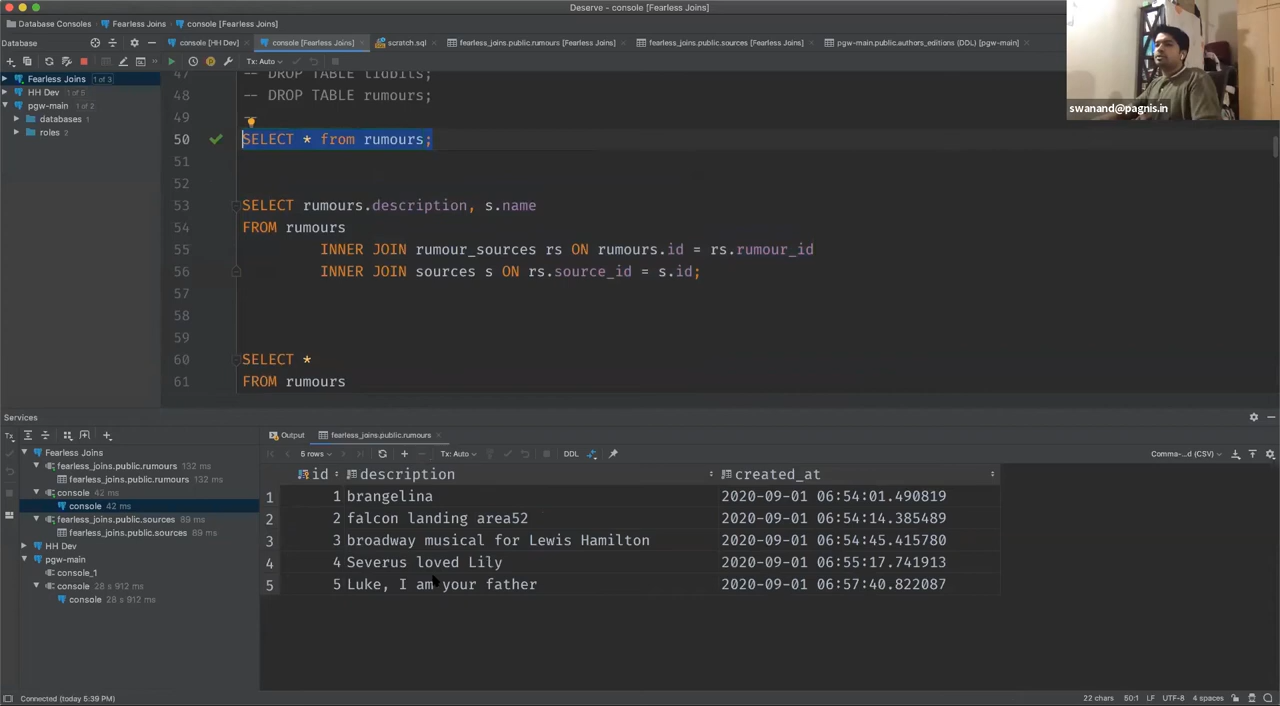 Deserve - console [Fearless Joins]
Database Consoles Fearless Joins console [Fearless Joins]
Database
console [HH Dev] console [Fearless Joins] scratch.sql fearless_joins.public.rumours [Fearless Joins] fearless_joins.public.sources [Fearless Joins] pgw-main.public.authors_editions (DDL) [pgw-main]
Tx: Auto
Fearless Joins 1 of 3
HH Dev 1 of 5
pgw-main 1 of 2
databases 1
roles 2
swanand@pagnis.in
47 -- DROP TABLE tidbits;
48 -- DROP TABLE rumours;
49 --
50 SELECT * from rumours;
51
52
53 SELECT rumours.description, s.name
54 FROM rumours
55 INNER JOIN rumour_sources rs ON rumours.id = rs.rumour_id
56 INNER JOIN sources s ON rs.source_id = s.id;
57
58
59
60 SELECT *
61 FROM rumours
Services
Tx
Fearless Joins
fearless_joins.public.rumours 132 ms
fearless_joins.public.rumours 132 ms
console 42 ms
console 42 ms
fearless_joins.public.sources 89 ms
fearless_joins.public.sources 89 ms
HH Dev
pgw-main
console_1
console 28 s 912 ms
console 28 s 912 ms
Output fearless_joins.public.rumours
5 rows Tx: Auto DDL Comma-...d (CSV)
id description created_at
1 1 brangelina 2020-09-01 06:54:01.490819
2 2 falcon landing area52 2020-09-01 06:54:14.385489
3 3 broadway musical for Lewis Hamilton 2020-09-01 06:54:45.415780
4 4 Severus loved Lily 2020-09-01 06:55:17.741913
5 5 Luke, I am your father 2020-09-01 06:57:40.822087
Connected (today 5:39 PM) 22 chars 50:1 LF UTF-8 4 spaces